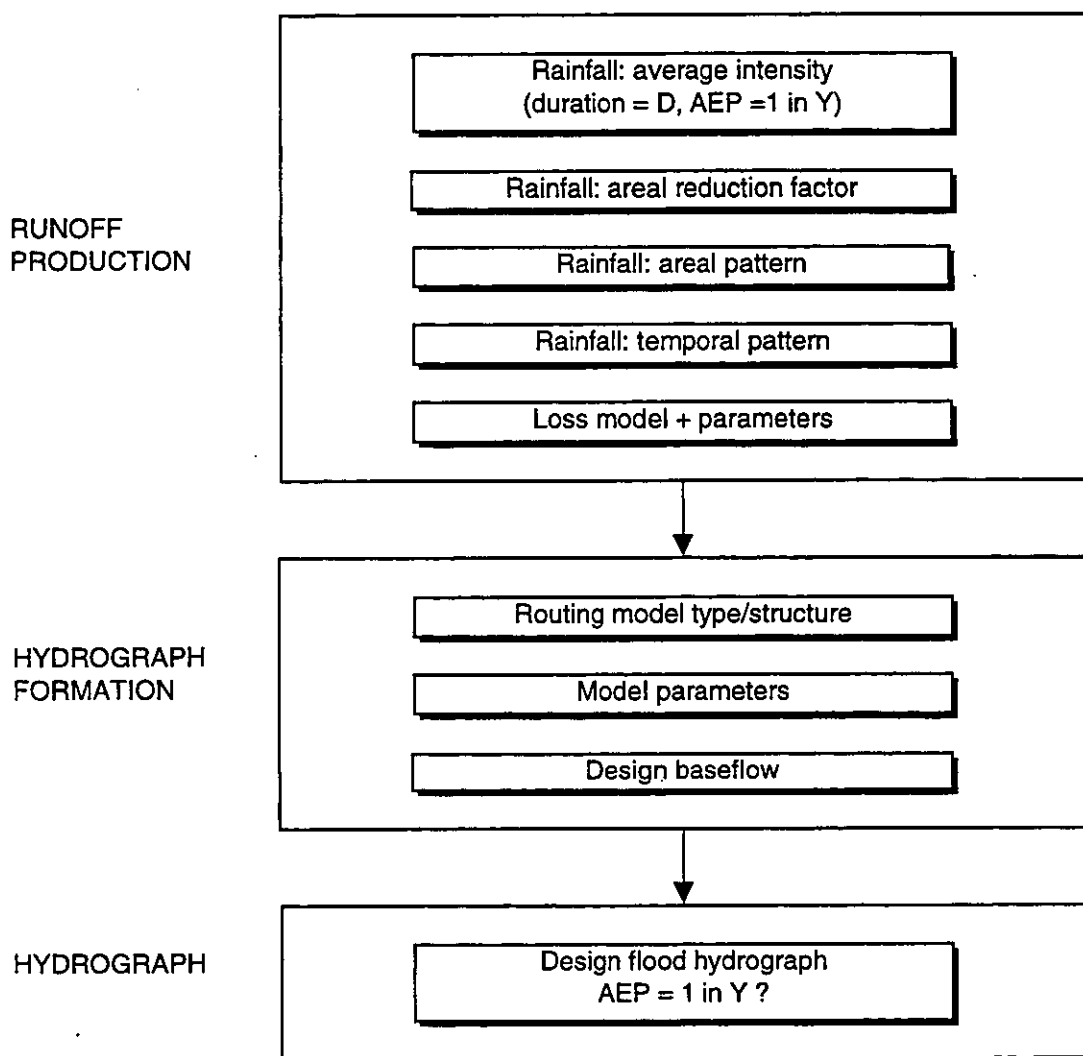 Rainfall: average intensity
(duration = D, AEP =1 in Y)
Rainfall: areal reduction factor
RUNOFF
PRODUCTION
Rainfall: areal pattern
Rainfall: temporal pattern
Loss model + parameters
Routing model type/structure
HYDROGRAPH
FORMATION
Model parameters
Design baseflow
HYDROGRAPH
Design flood hydrograph
AEP = 1 in Y ?